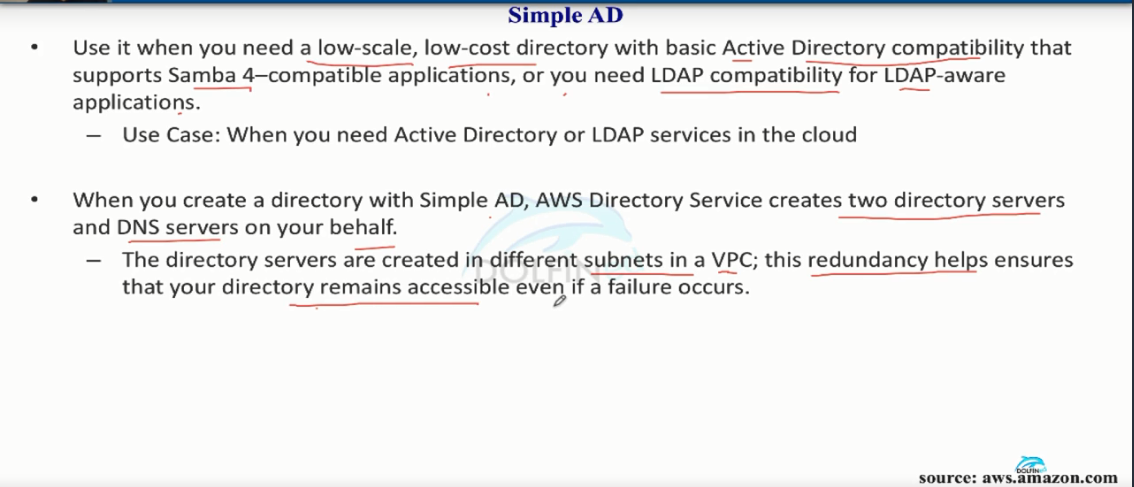 Simple AD
• Use it when you need a low-scale, low-cost directory with basic Active Directory compatibility that
supports Samba 4–compatible applications, or you need LDAP compatibility for LDAP-aware
applications.
– Use Case: When you need Active Directory or LDAP services in the cloud
• When you create a directory with Simple AD, AWS Directory Service creates two directory servers
and DNS servers on your behalf.
– The directory servers are created in different subnets in a VPC; this redundancy helps ensures
that your directory remains accessible even if a failure occurs.
DOLFIN
DOLFIN
source: aws.amazon.com